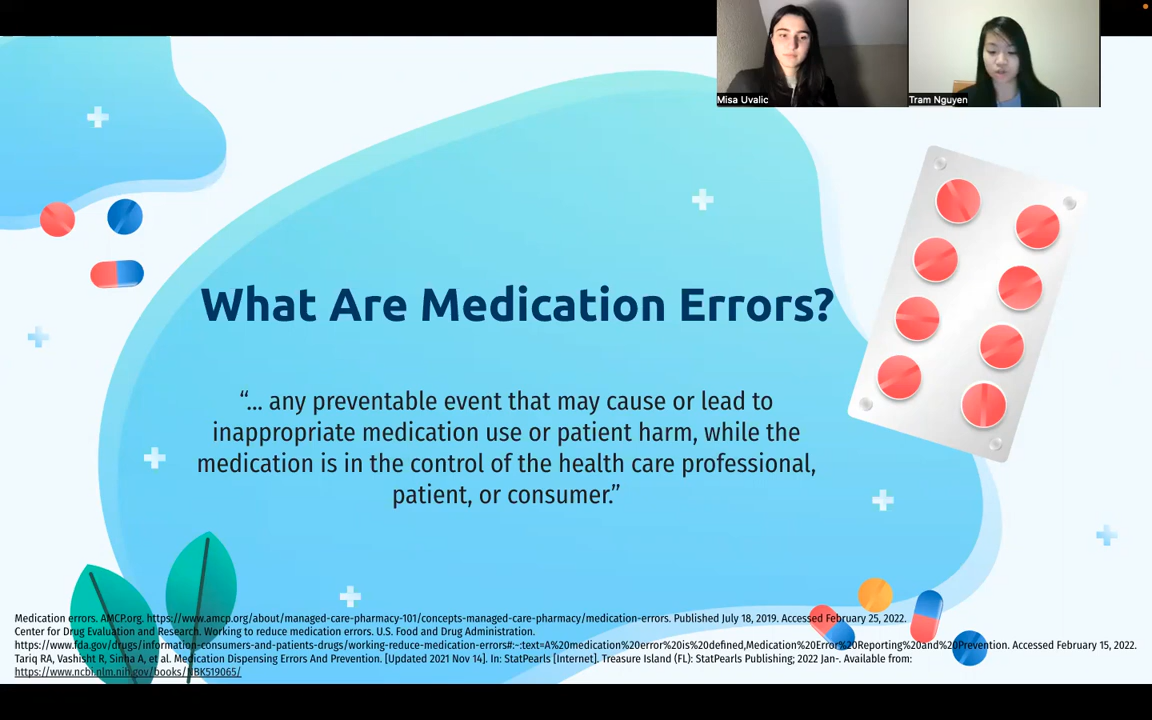 Misa Uvalic
Tram Nguyen
What Are Medication Errors?
“... any preventable event that may cause or lead to
inappropriate medication use or patient harm, while the
medication is in the control of the health care professional,
patient, or consumer.”
Medication errors. AMCP.org. https://www.amcp.org/about/managed-care-pharmacy-101/concepts-managed-care-pharmacy/medication-errors. Published July 18, 2019. Accessed February 25, 2022.
Center for Drug Evaluation and Research. Working to reduce medication errors. U.S. Food and Drug Administration.
https://www.fda.gov/drugs/information-consumers-and-patients-drugs/working-reduce-medication-errors#:~:text=A%20medication%20error%20is%20defined,Medication%20Error%20Reporting%20and%20Prevention. Accessed February 15, 2022.
Tariq RA, Vashisht R, Sinha A, et al. Medication Dispensing Errors And Prevention. [Updated 2021 Nov 14]. In: StatPearls [Internet]. Treasure Island (FL): StatPearls Publishing; 2022 Jan-. Available from:
https://www.ncbi.nlm.nih.gov/books/NBK519065/